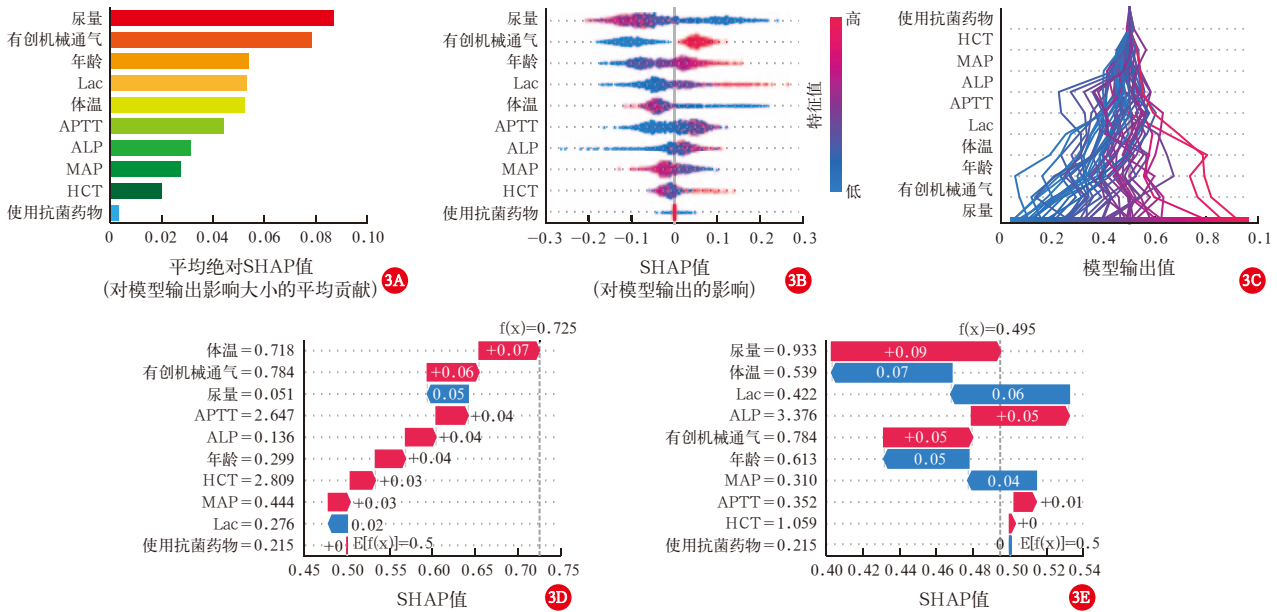 尿量
有创机械通气
年龄
Lac
体温
APTT
ALP
MAP
HCT
使用抗菌药物
0 0.02 0.04 0.06 0.08 0.10
平均绝对SHAP值
(对模型输出影响大小的平均贡献)
3A
尿量
有创机械通气
年龄
Lac
体温
APTT
ALP
MAP
HCT
使用抗菌药物
−0.3 −0.2 −0.1 0 0.1 0.2 0.3
SHAP值
(对模型输出的影响)
高
特征值
低
3B
使用抗菌药物
HCT
MAP
ALP
APTT
Lac
体温
年龄
有创机械通气
尿量
0 0.2 0.4 0.6 0.8 0.1
模型输出值
3C
f(x)=0.725
体温=0.718 +0.07
有创机械通气=0.784 +0.06
尿量=0.051 0.05
APTT=2.647 +0.04
ALP=0.136 +0.04
年龄=0.299 +0.04
HCT=2.809 +0.03
MAP=0.444 +0.03
Lac=0.276 0.02
使用抗菌药物=0.215 +0 E[f(x)]=0.5
0.45 0.50 0.60 0.65 0.70 0.75
SHAP值
3D
f(x)=0.495
尿量=0.933 +0.09
体温=0.539 0.07
Lac=0.422 0.06
ALP=3.376 +0.05
有创机械通气=0.784 +0.05
年龄=0.613 0.05
MAP=0.310 0.04
APTT=0.352 +0.01
HCT=1.059 +0
使用抗菌药物=0.215 0 E[f(x)]=0.5
0.40 0.42 0.44 0.46 0.48 0.50 0.52 0.54
SHAP值
3E